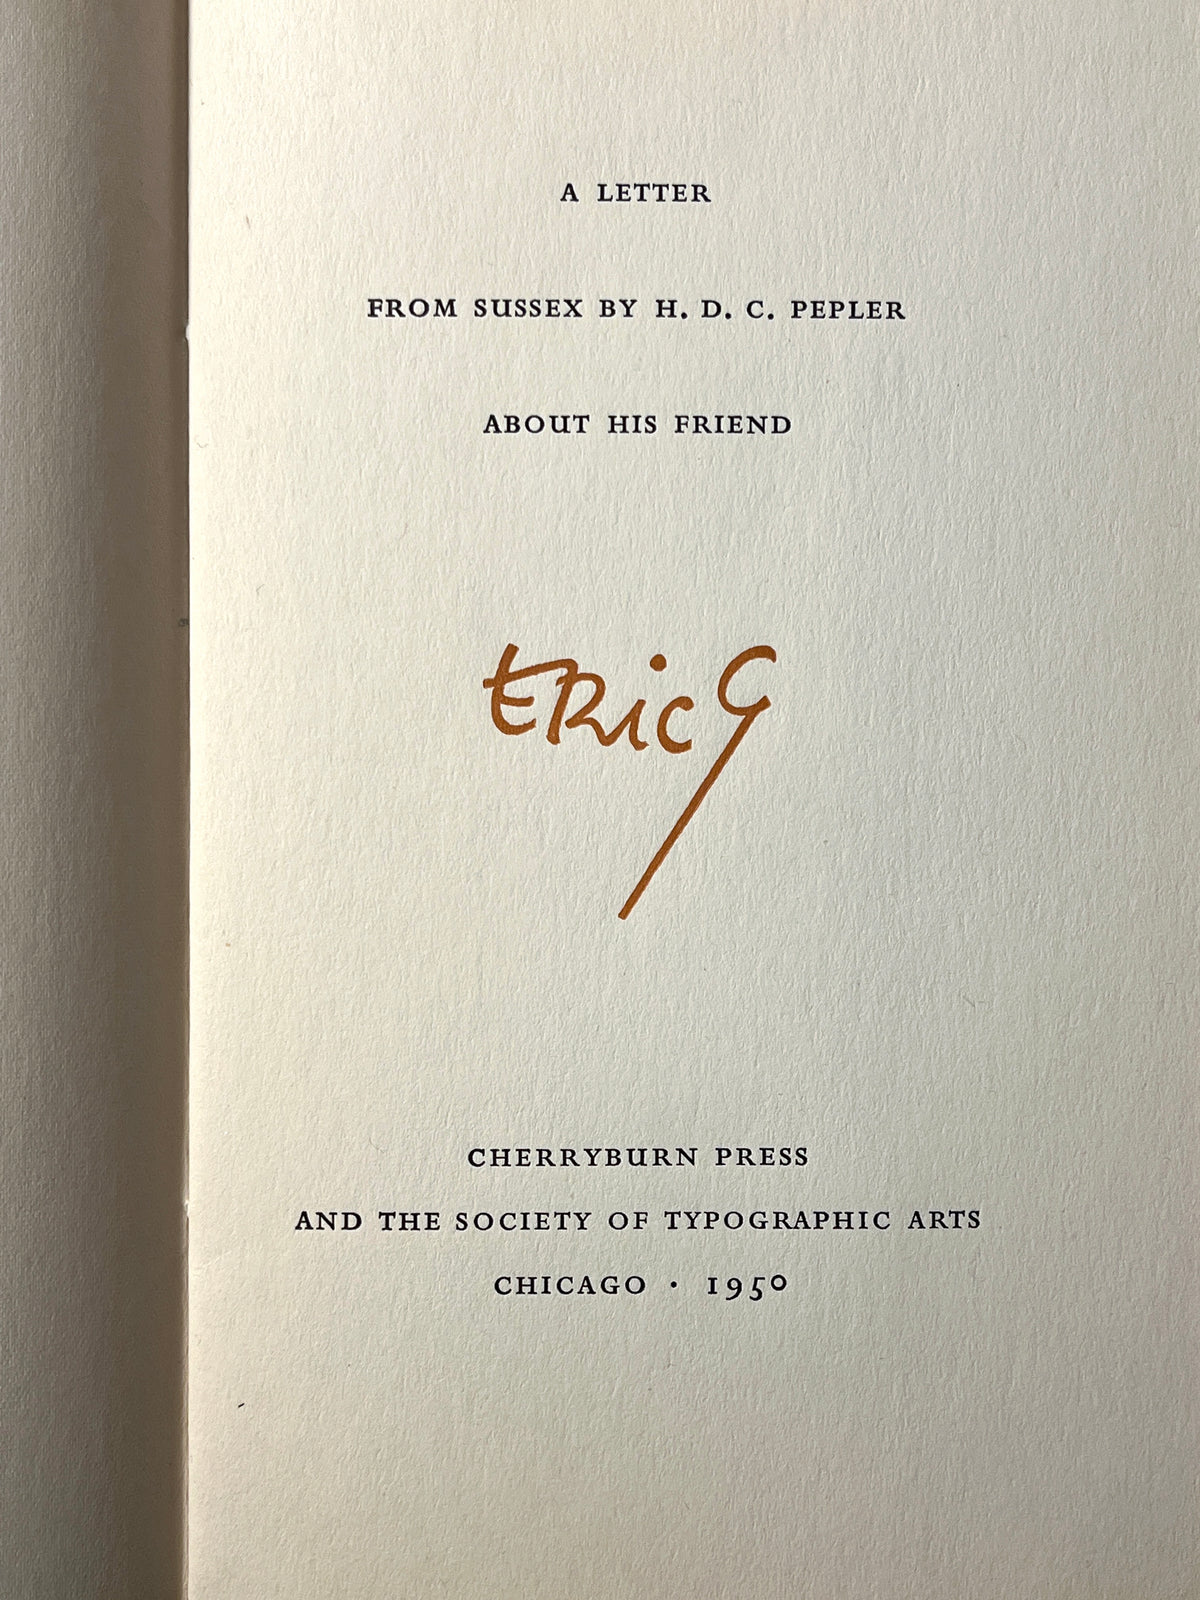 A LETTER
FROM SUSSEX BY H. D. C. PEPLER
ABOUT HIS FRIEND
ERic G
CHERRYBURN PRESS
AND THE SOCIETY OF TYPOGRAPHIC ARTS
CHICAGO · 1950